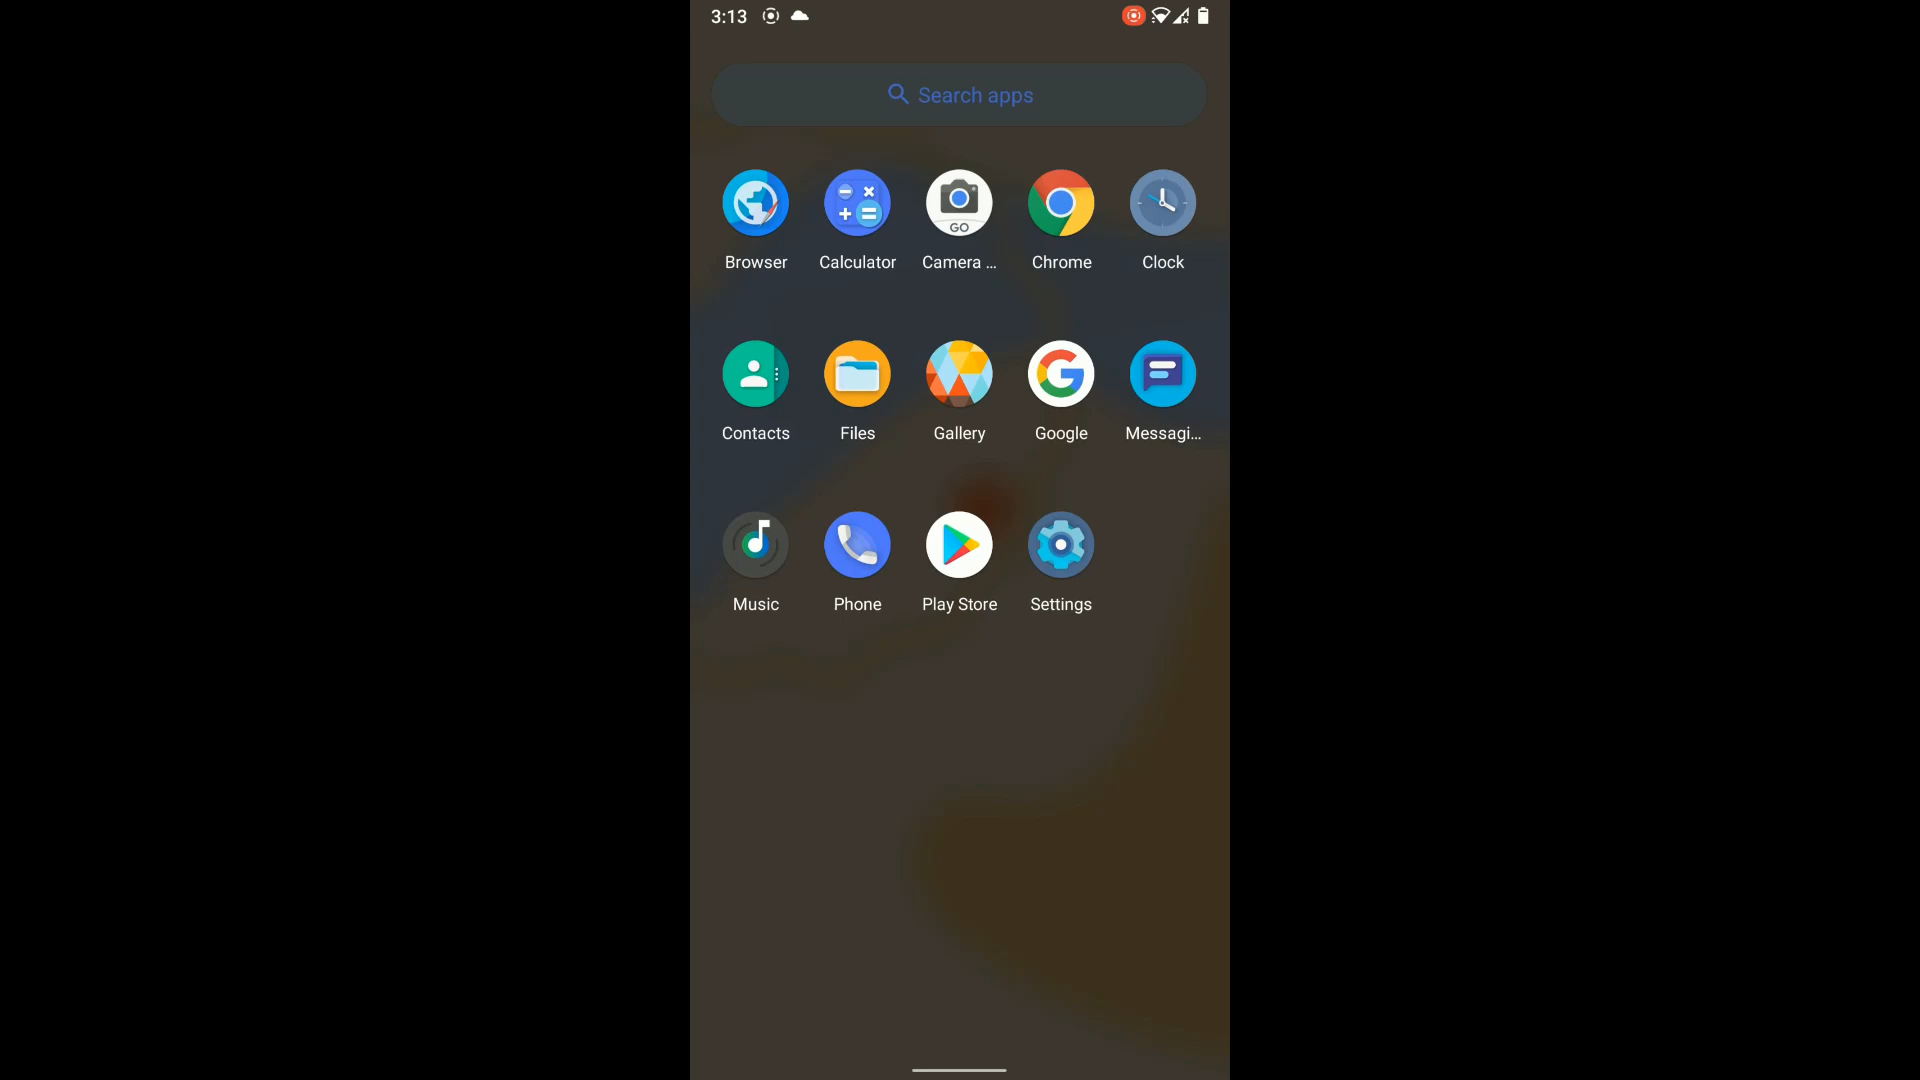 3:13
Search apps
GO
Browser Calculator Camera ... Chrome Clock
Contacts Files Gallery Google Messagi...
Music Phone Play Store Settings